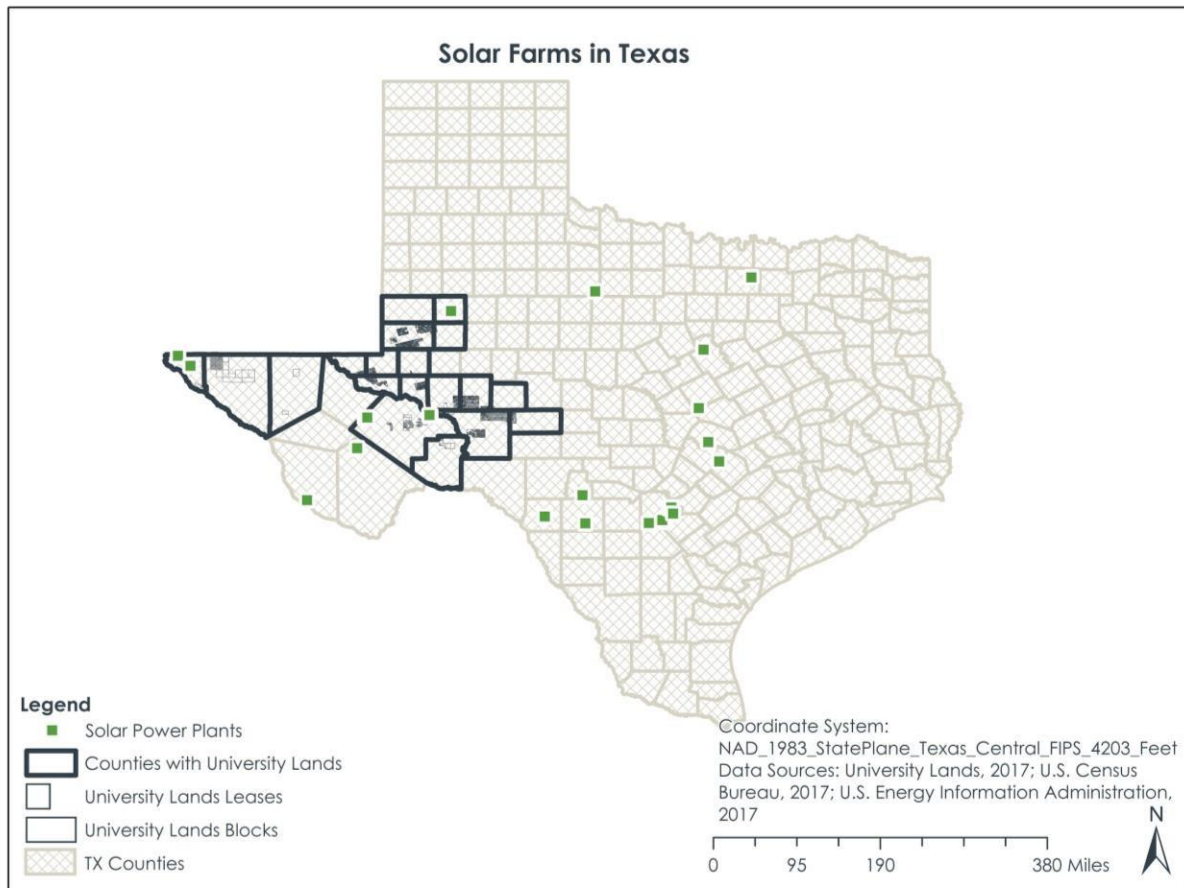 Solar Farms in Texas
Legend
Solar Power Plants
Counties with University Lands
University Lands Leases
University Lands Blocks
TX Counties
Coordinate System:
NAD_1983_StatePlane_Texas_Central_FIPS_4203_Feet
Data Sources: University Lands, 2017; U.S. Census
Bureau, 2017; U.S. Energy Information Administration,
2017
N
0 95 190 380 Miles